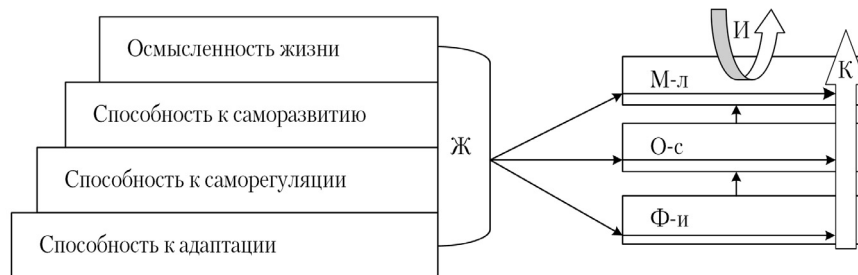 Осмысленность жизни
Способность к саморазвитию
Способность к саморегуляции
Способность к адаптации
Ж
И
К
М-л
О-с
Ф-и